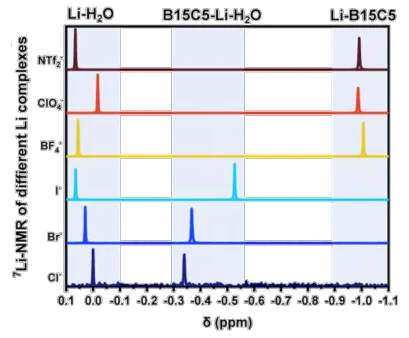 Li-H₂O B15C5-Li-H₂O Li-B15C5
⁷Li-NMR of diffierent Li complexes
NTf₂⁻
ClO₄⁻
BF₄⁻
I⁻
Br⁻
Cl⁻
0.1 0.0 -0.1 -0.2 -0.3 -0.4 -0.5 -0.6 -0.7 -0.8 -0.9 -1.0 -1.1
δ (ppm)